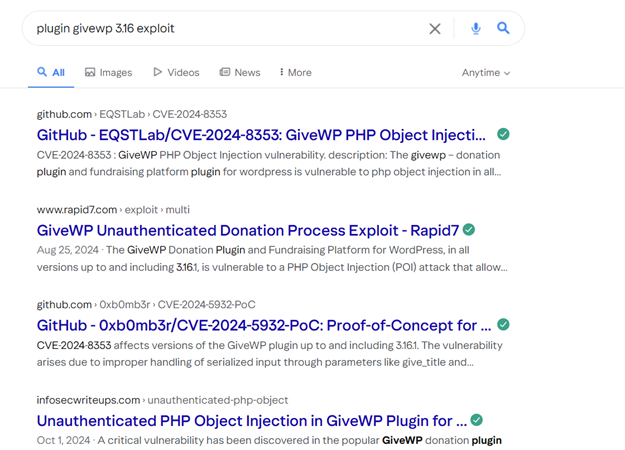 plugin givewp 3.16 exploit
All Images Videos News More Anytime
github.com › EQSTLab › CVE-2024-8353
GitHub - EQSTLab/CVE-2024-8353: GiveWP PHP Object Injecti...
CVE-2024-8353 : GiveWP PHP Object Injection vulnerability. description: The givewp – donation
plugin and fundraising platform plugin for wordpress is vulnerable to php object injection in all...
www.rapid7.com › exploit › multi
GiveWP Unauthenticated Donation Process Exploit - Rapid7
Aug 25, 2024 · The GiveWP Donation Plugin and Fundraising Platform for WordPress, in all
versions up to and including 3.16.1, is vulnerable to a PHP Object Injection (POI) attack that allow...
github.com › 0xb0mb3r › CVE-2024-5932-PoC
GitHub - 0xb0mb3r/CVE-2024-5932-PoC: Proof-of-Concept for ...
CVE-2024-8353 affects versions of the GiveWP plugin up to and including 3.16.1. The vulnerability
arises due to improper handling of serialized input through parameters like give_title and...
infosecwriteups.com › unauthenticated-php-object
Unauthenticated PHP Object Injection in GiveWP Plugin for ...
Oct 1, 2024 · A critical vulnerability has been discovered in the popular GiveWP donation plugin